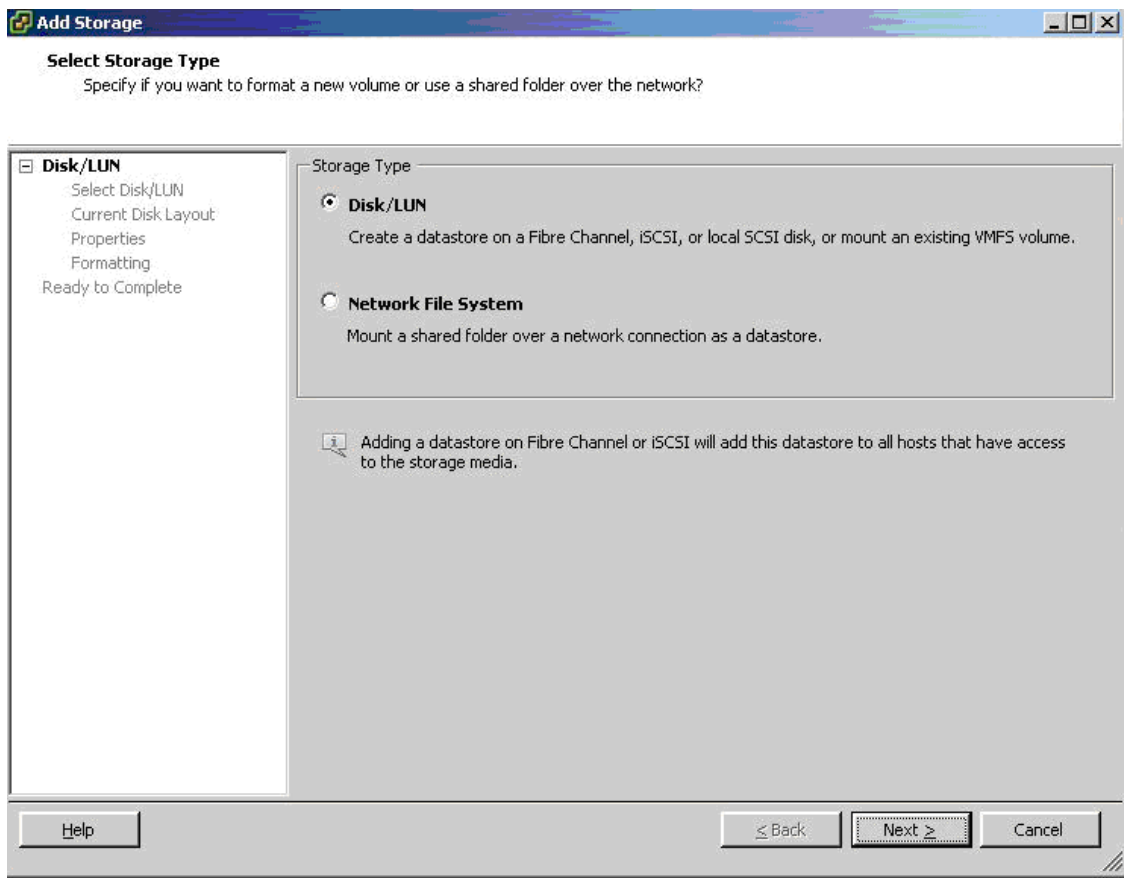 Add Storage
Select Storage Type
Specify if you want to format a new volume or use a shared folder over the network?
Disk/LUN
Select Disk/LUN
Current Disk Layout
Properties
Formatting
Ready to Complete
Storage Type
Disk/LUN
Create a datastore on a Fibre Channel, iSCSI, or local SCSI disk, or mount an existing VMFS volume.
Network File System
Mount a shared folder over a network connection as a datastore.
Adding a datastore on Fibre Channel or iSCSI will add this datastore to all hosts that have access
to the storage media.
Help
< Back
Next >
Cancel